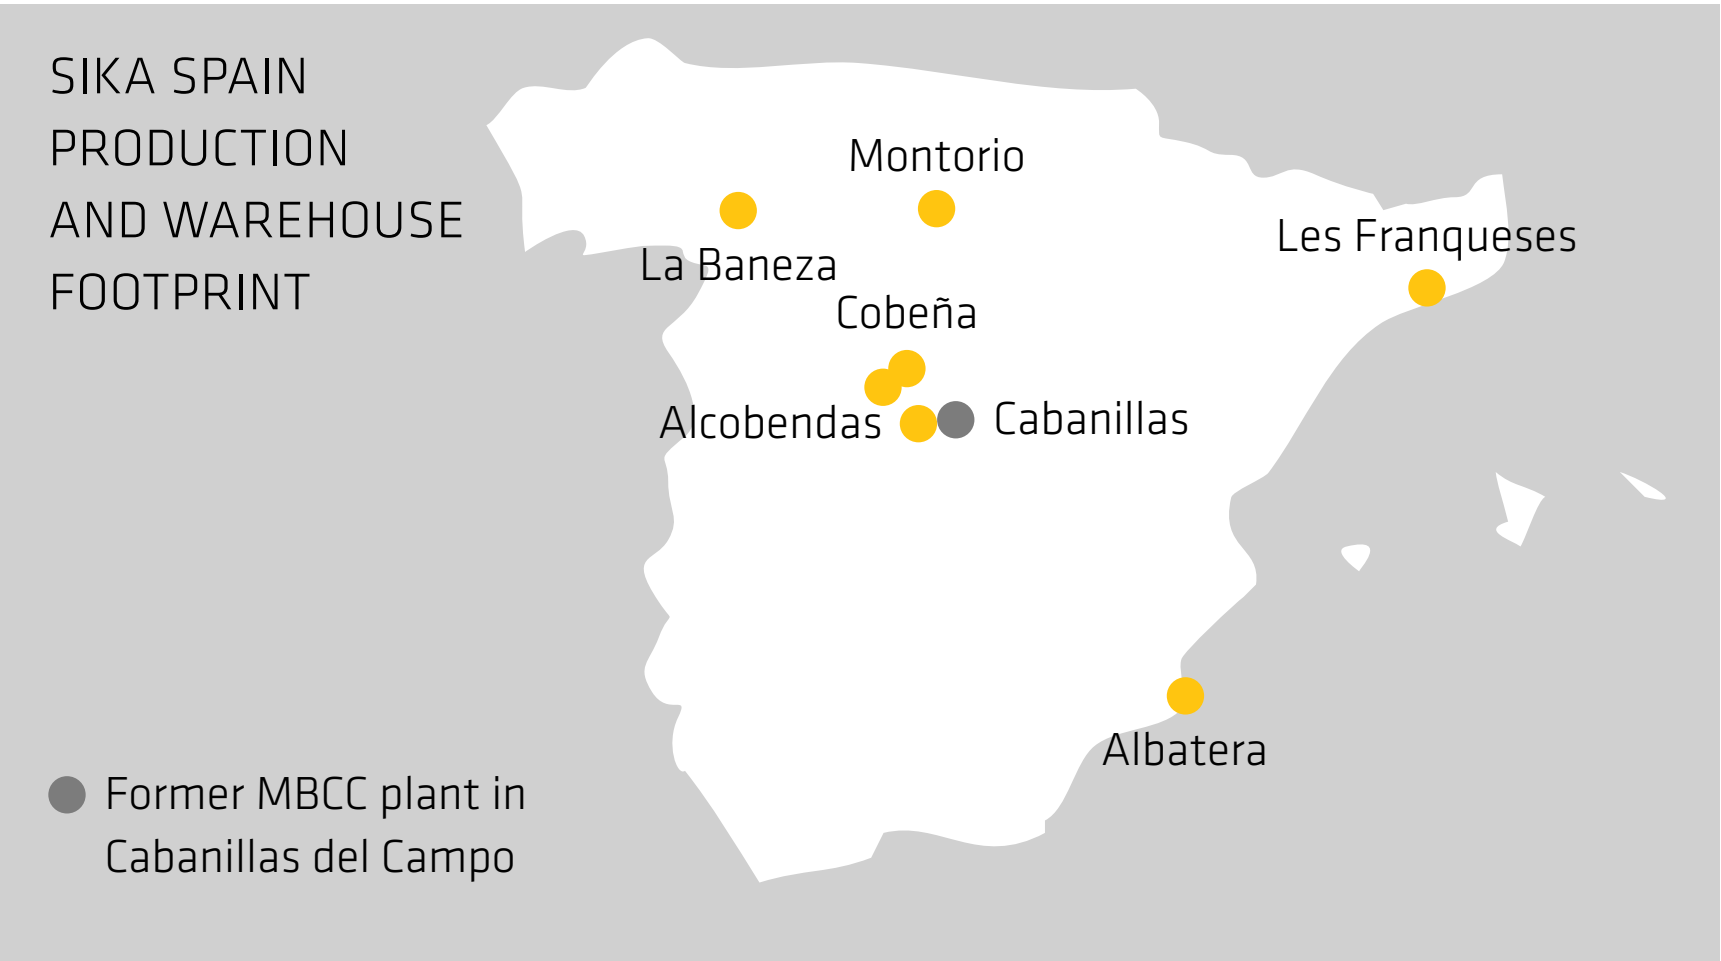 SIKA SPAIN
PRODUCTION
AND WAREHOUSE
FOOTPRINT
Montorio
Les Franqueses
La Baneza
Cobeña
Alcobendas
Cabanillas
Albatera
Former MBCC plant in
Cabanillas del Campo